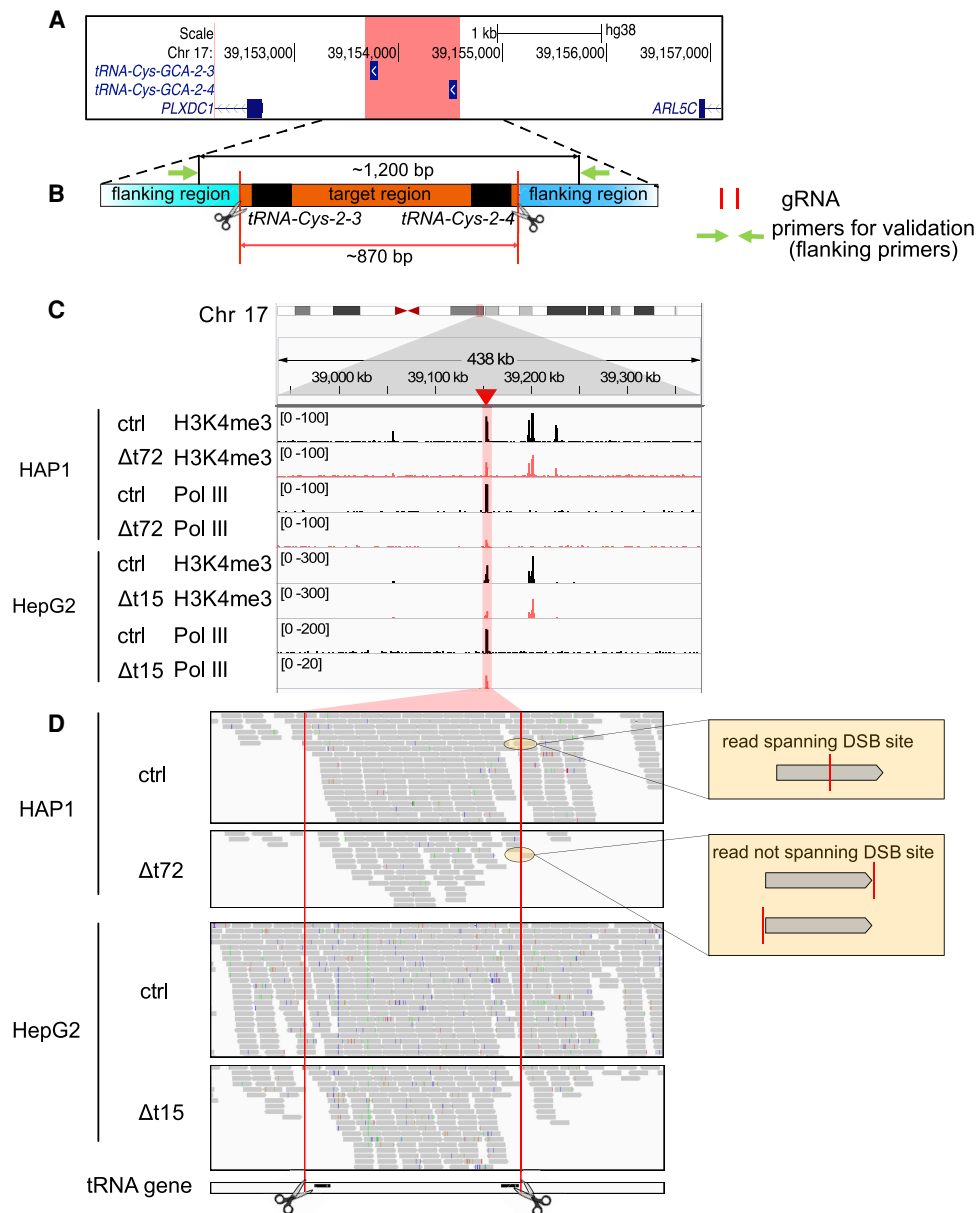 A
Scale 1 kb hg38
Chr 17: 39,153,000 39,154,000 39,155,000 39,156,000 39,157,000
tRNA-Cys-GCA-2-3
tRNA-Cys-GCA-2-4
PLXDC1 ARL5C
~1,200 bp
B
flanking region target region flanking region
tRNA-Cys-2-3 tRNA-Cys-2-4
~870 bp
gRNA
primers for validation
(flanking primers)
C
Chr 17
438 kb
39,000 kb 39,100 kb 39,200 kb 39,300 kb
HAP1
ctrl H3K4me3 [0 -100]
Δt72 H3K4me3 [0 -100]
ctrl Pol III [0 -100]
Δt72 Pol III [0 -100]
HepG2
ctrl H3K4me3 [0 -300]
Δt15 H3K4me3 [0 -300]
ctrl Pol III [0 -200]
Δt15 Pol III [0 -20]
D
HAP1
ctrl
read spanning DSB site
Δt72
read not spanning DSB site
HepG2
ctrl
Δt15
tRNA gene